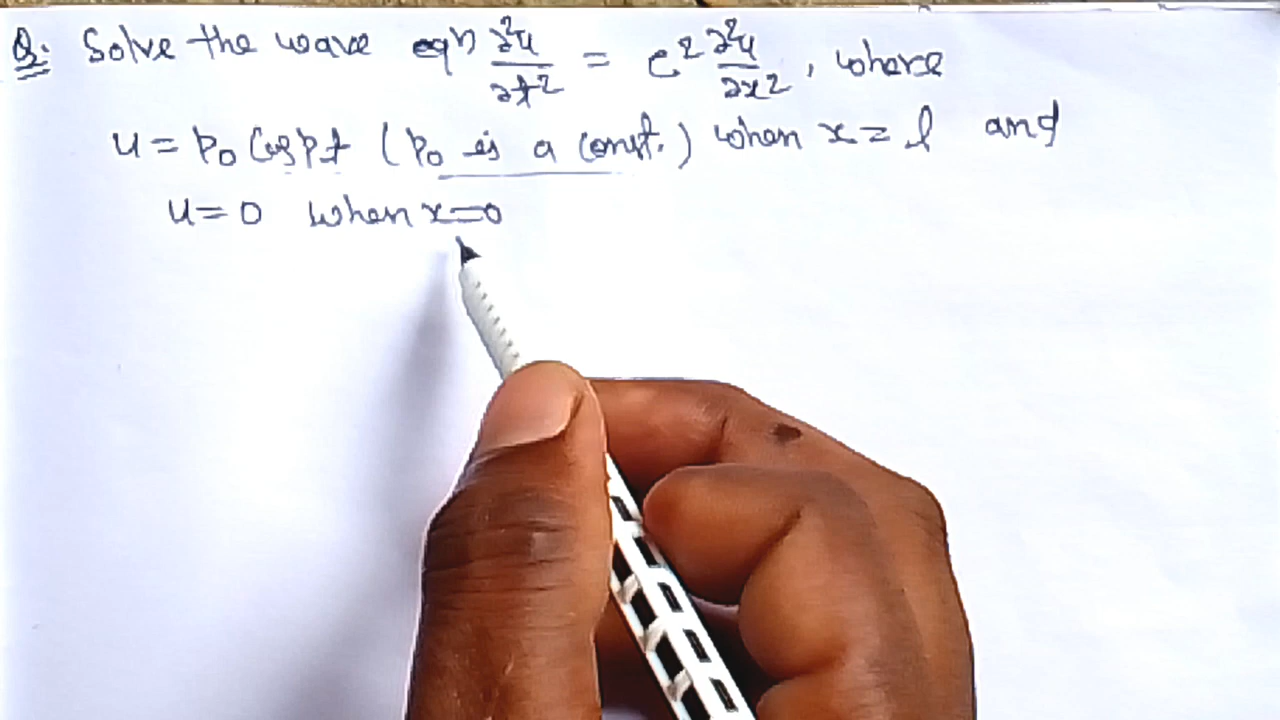 Q: Solve the wave eqn ∂²u/∂t² = c² ∂²u/∂x², where
u = p₀ Cos pt (p₀ is a const.) when x = l and
u = 0 when x = 0